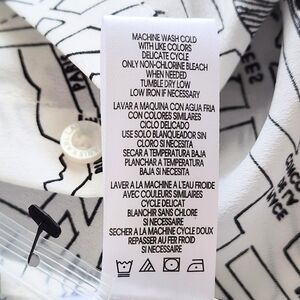 MACHINE WASH COLD
WITH LIKE COLORS
DELICATE CYCLE
ONLY NON-CHLORINE BLEACH
WHEN NEEDED
TUMBLE DRY LOW
LOW IRON IF NECESSARY
LAVAR A MAQUINA CON AGUA FRIA
CON COLORES SIMILARES
CICLO DELICADO
USE SOLO BLANQUEADOR SIN
CLORO SI NECESITA
SECAR A TEMPERATURA BAJA
PLANCHAR A TEMPERATURA
BAJA SI NECESITA
LAVER A LA MACHINE A L'EAU FROIDE
AVEC COULEURS SIMILAIRES
CYCLE DELICAT
BLANCHIR SANS CHLORE
SI NECESSAIRE
SECHER A LA MACHINE CYCLE DOUX
REPASSER AU FER FROID
SI NECESSAIRE